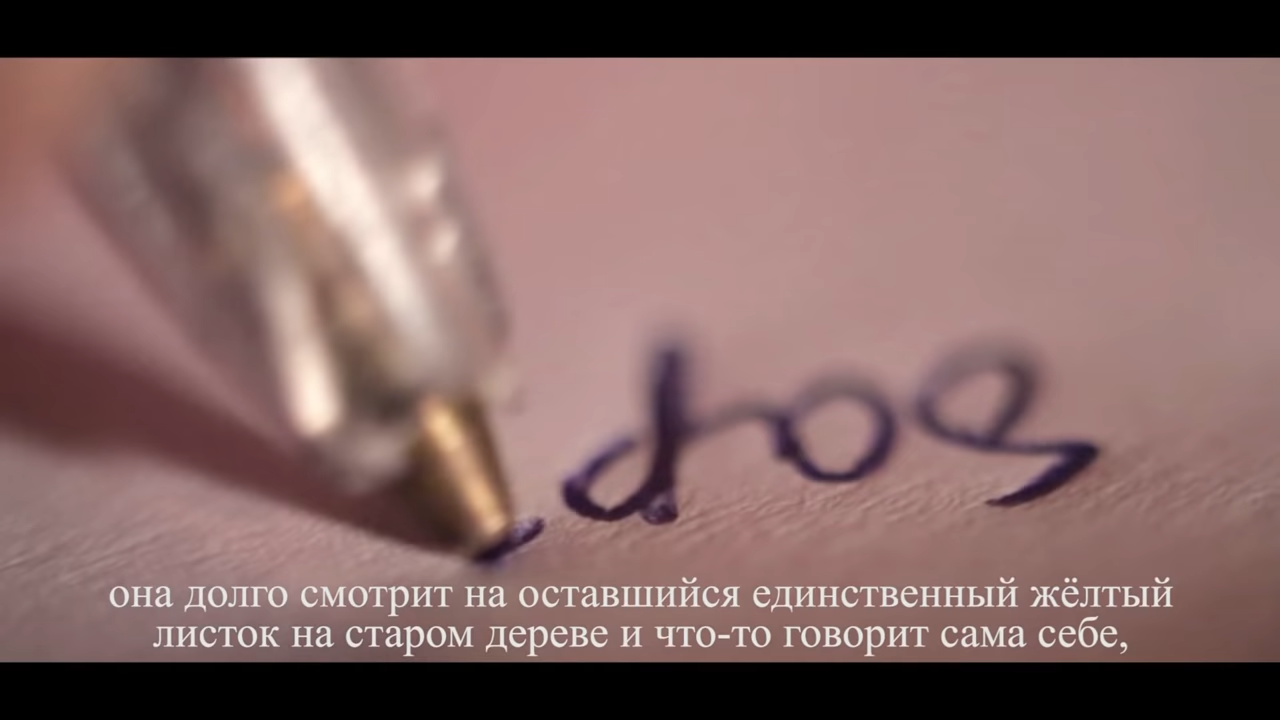 она долго смотрит на оставшийся единственный жёлтый
листок на старом дереве и что-то говорит сама себе,